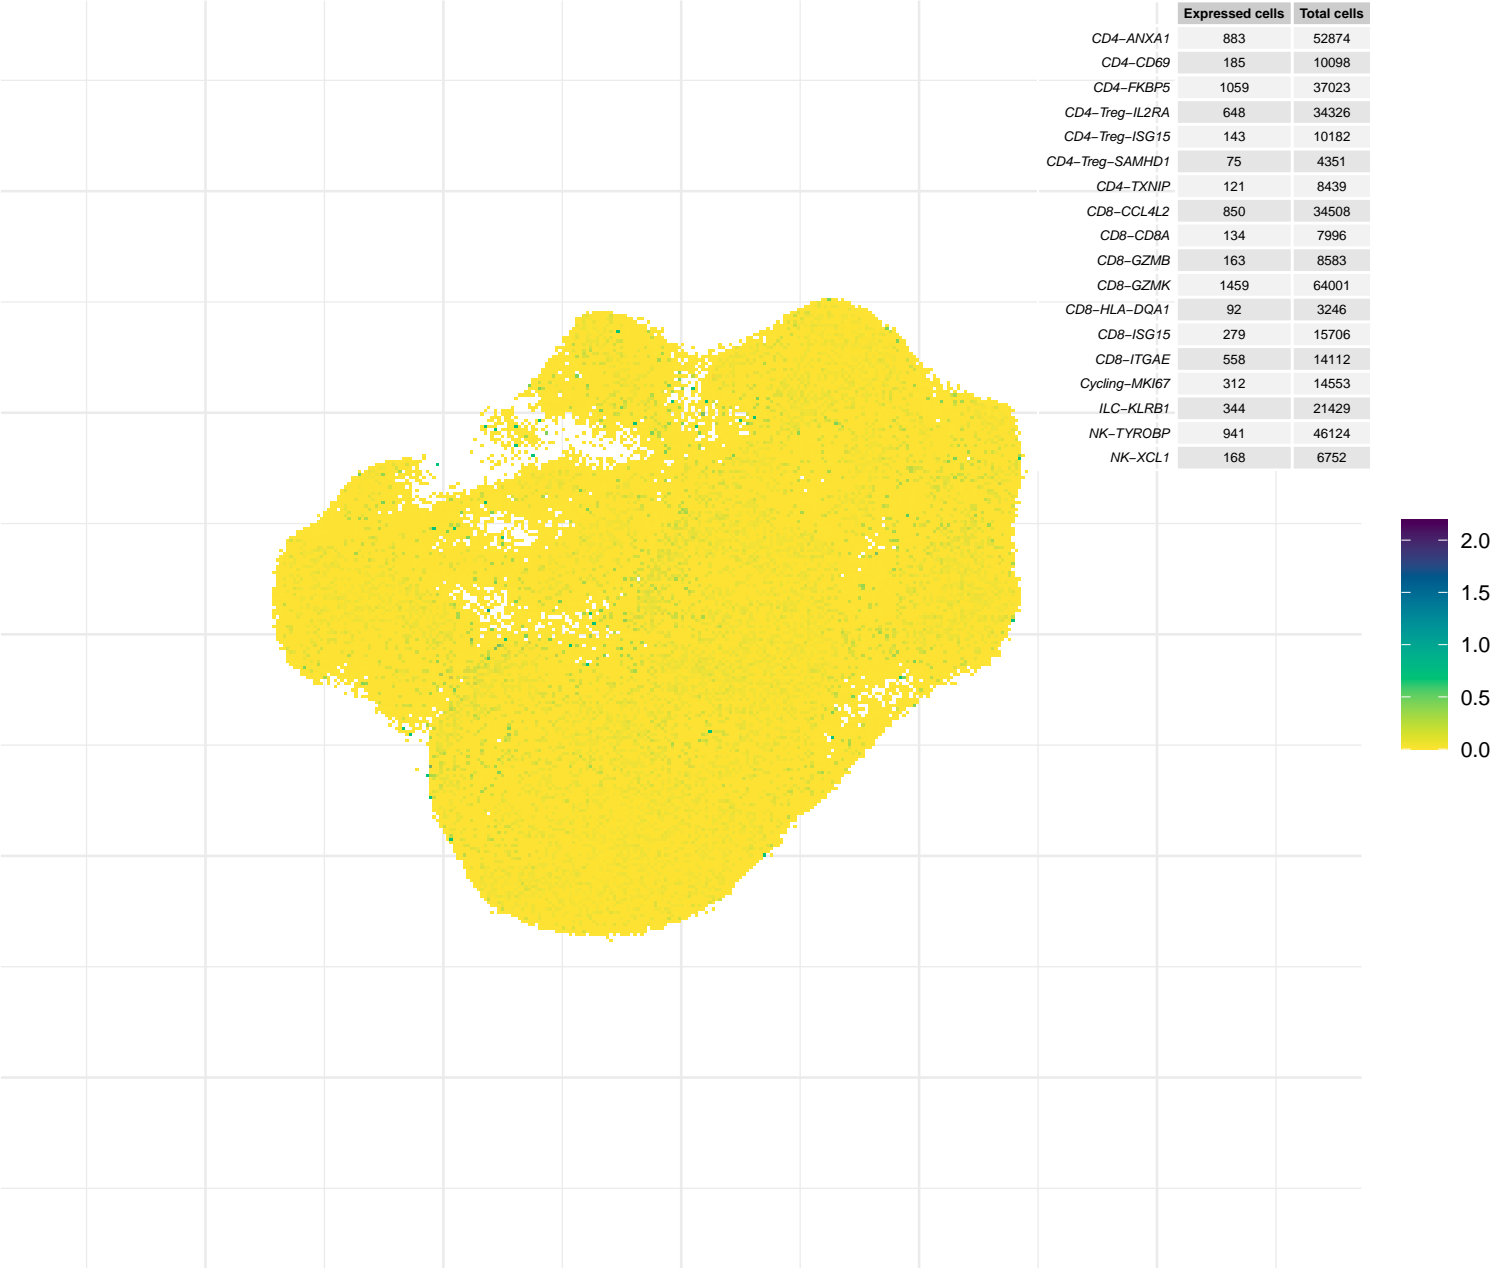 Expressed cells Total cells
CD4−ANXA1 883 52874
CD4−CD69 185 10098
CD4−FKBP5 1059 37023
CD4−Treg−IL2RA 648 34326
CD4−Treg−ISG15 143 10182
CD4−Treg−SAMHD1 75 4351
CD4−TXNIP 121 8439
CD8−CCL4L2 850 34508
CD8−CD8A 134 7996
CD8−GZMB 163 8583
CD8−GZMK 1459 64001
CD8−HLA−DQA1 92 3246
CD8−ISG15 279 15706
CD8−ITGAE 558 14112
Cycling−MKI67 312 14553
ILC−KLRB1 344 21429
NK−TYROBP 941 46124
NK−XCL1 168 6752
2.0
1.5
1.0
0.5
0.0